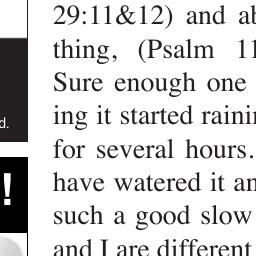 29:11&12) and ab
thing, (Psalm 11
Sure enough one
ing it started raini
for several hours.
have watered it an
such a good slow
and I are different
d.
!